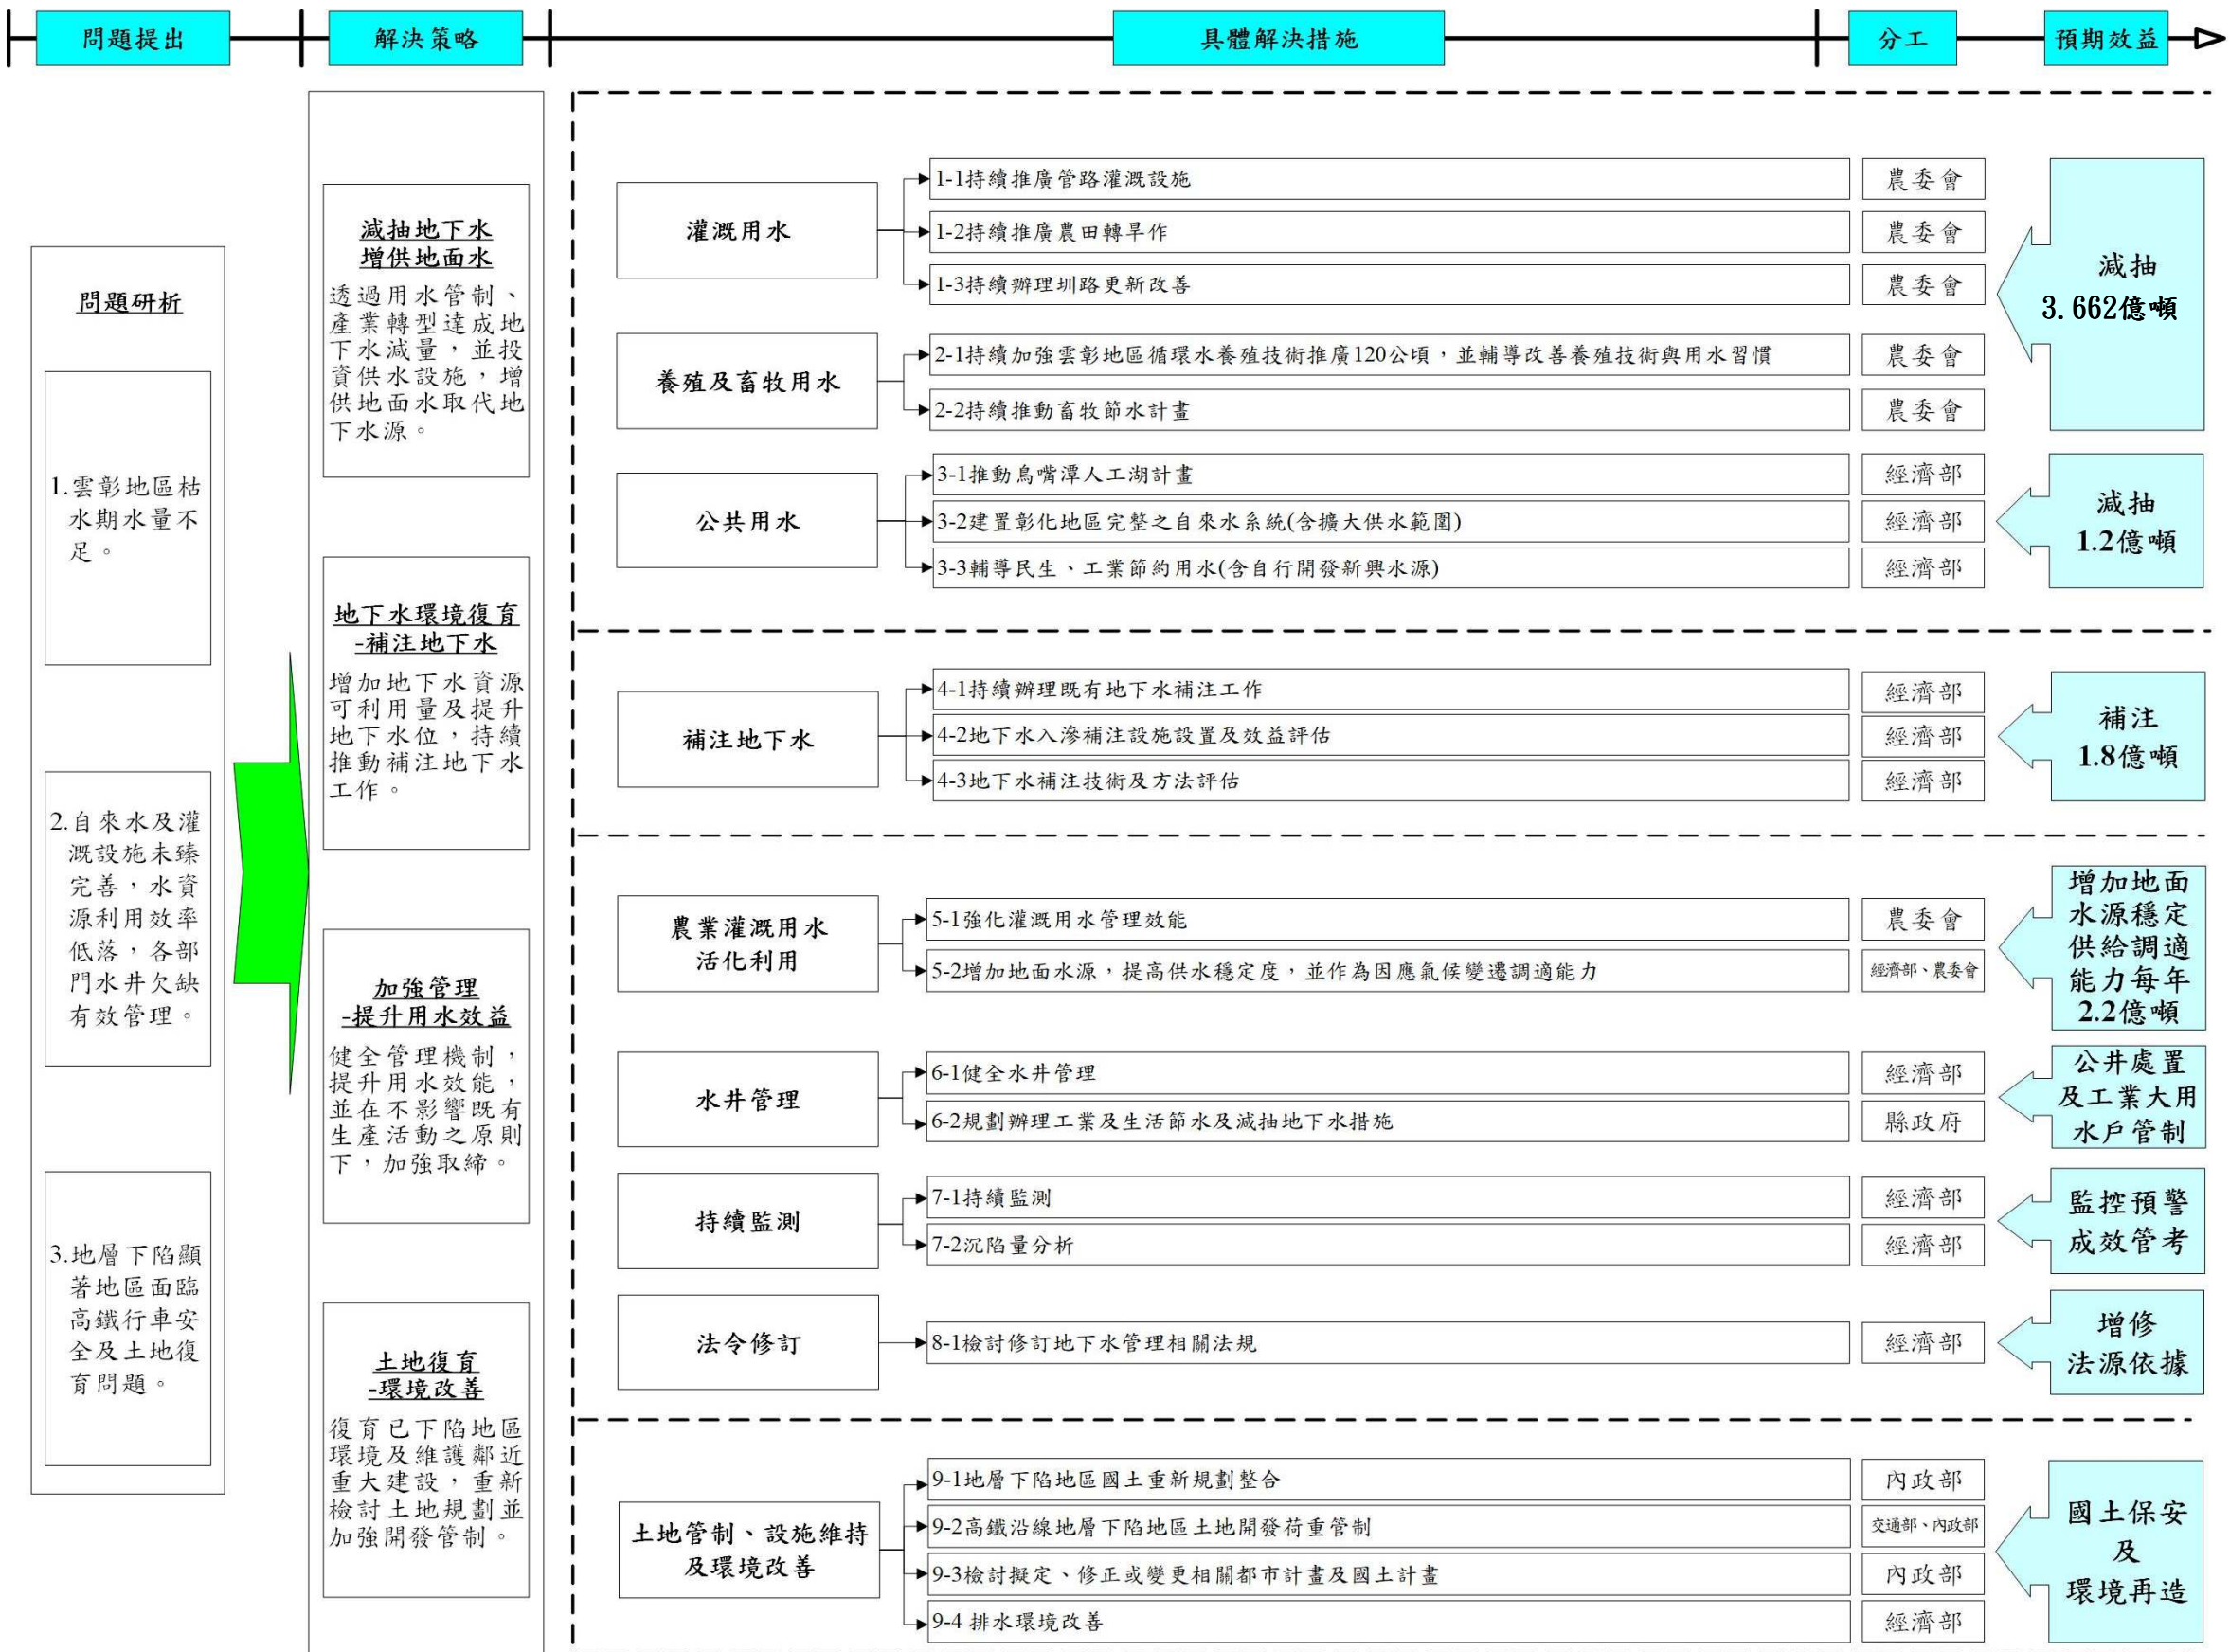 問題提出
解決策略
具體解決措施
分工
預期效益
問題研析
1.雲彰地區枯
水期水量不
足。
2.自來水及灌
溉設施未臻
完善，水資
源利用效率
低落，各部
門水井欠缺
有效管理。
3.地層下陷顯
著地區面臨
高鐵行車安
全及土地復
育問題。
減抽地下水
增供地面水
透過用水管制、
產業轉型達成地
下水減量，並投
資供水設施，增
供地面水取代地
下水源。
地下水環境復育
-補注地下水
增加地下水資源
可利用量及提升
地下水位，持續
推動補注地下水
工作。
加強管理
-提升用水效益
健全管理機制，
提升用水效能，
並在不影響既有
生產活動之原則
下，加強取締。
土地復育
-環境改善
復育已下陷地區
環境及維護鄰近
重大建設，重新
檢討土地規劃並
加強開發管制。
灌溉用水
1-1持續推廣管路灌溉設施
農委會
1-2持續推廣農田轉旱作
農委會
1-3持續辦理圳路更新改善
農委會
養殖及畜牧用水
2-1持續加強雲彰地區循環水養殖技術推廣120公頃，並輔導改善養殖技術與用水習慣
農委會
2-2持續推動畜牧節水計畫
農委會
減抽
3.662億噸
公共用水
3-1推動鳥嘴潭人工湖計畫
經濟部
3-2建置彰化地區完整之自來水系統(含擴大供水範圍)
經濟部
3-3輔導民生、工業節約用水(含自行開發新興水源)
經濟部
減抽
1.2億噸
補注地下水
4-1持續辦理既有地下水補注工作
經濟部
4-2地下水入滲補注設施設置及效益評估
經濟部
4-3地下水補注技術及方法評估
經濟部
補注
1.8億噸
農業灌溉用水
活化利用
5-1強化灌溉用水管理效能
農委會
5-2增加地面水源，提高供水穩定度，並作為因應氣候變遷調適能力
經濟部、農委會
增加地面
水源穩定
供給調適
能力每年
2.2億噸
水井管理
6-1健全水井管理
經濟部
6-2規劃辦理工業及生活節水及減抽地下水措施
縣政府
公井處置
及工業大用
水戶管制
持續監測
7-1持續監測
經濟部
7-2沉陷量分析
經濟部
監控預警
成效管考
法令修訂
8-1檢討修訂地下水管理相關法規
經濟部
增修
法源依據
土地管制、設施維持
及環境改善
9-1地層下陷地區國土重新規劃整合
內政部
9-2高鐵沿線地層下陷地區土地開發荷重管制
交通部、內政部
9-3檢討擬定、修正或變更相關都市計畫及國土計畫
內政部
9-4 排水環境改善
經濟部
國土保安
及
環境再造